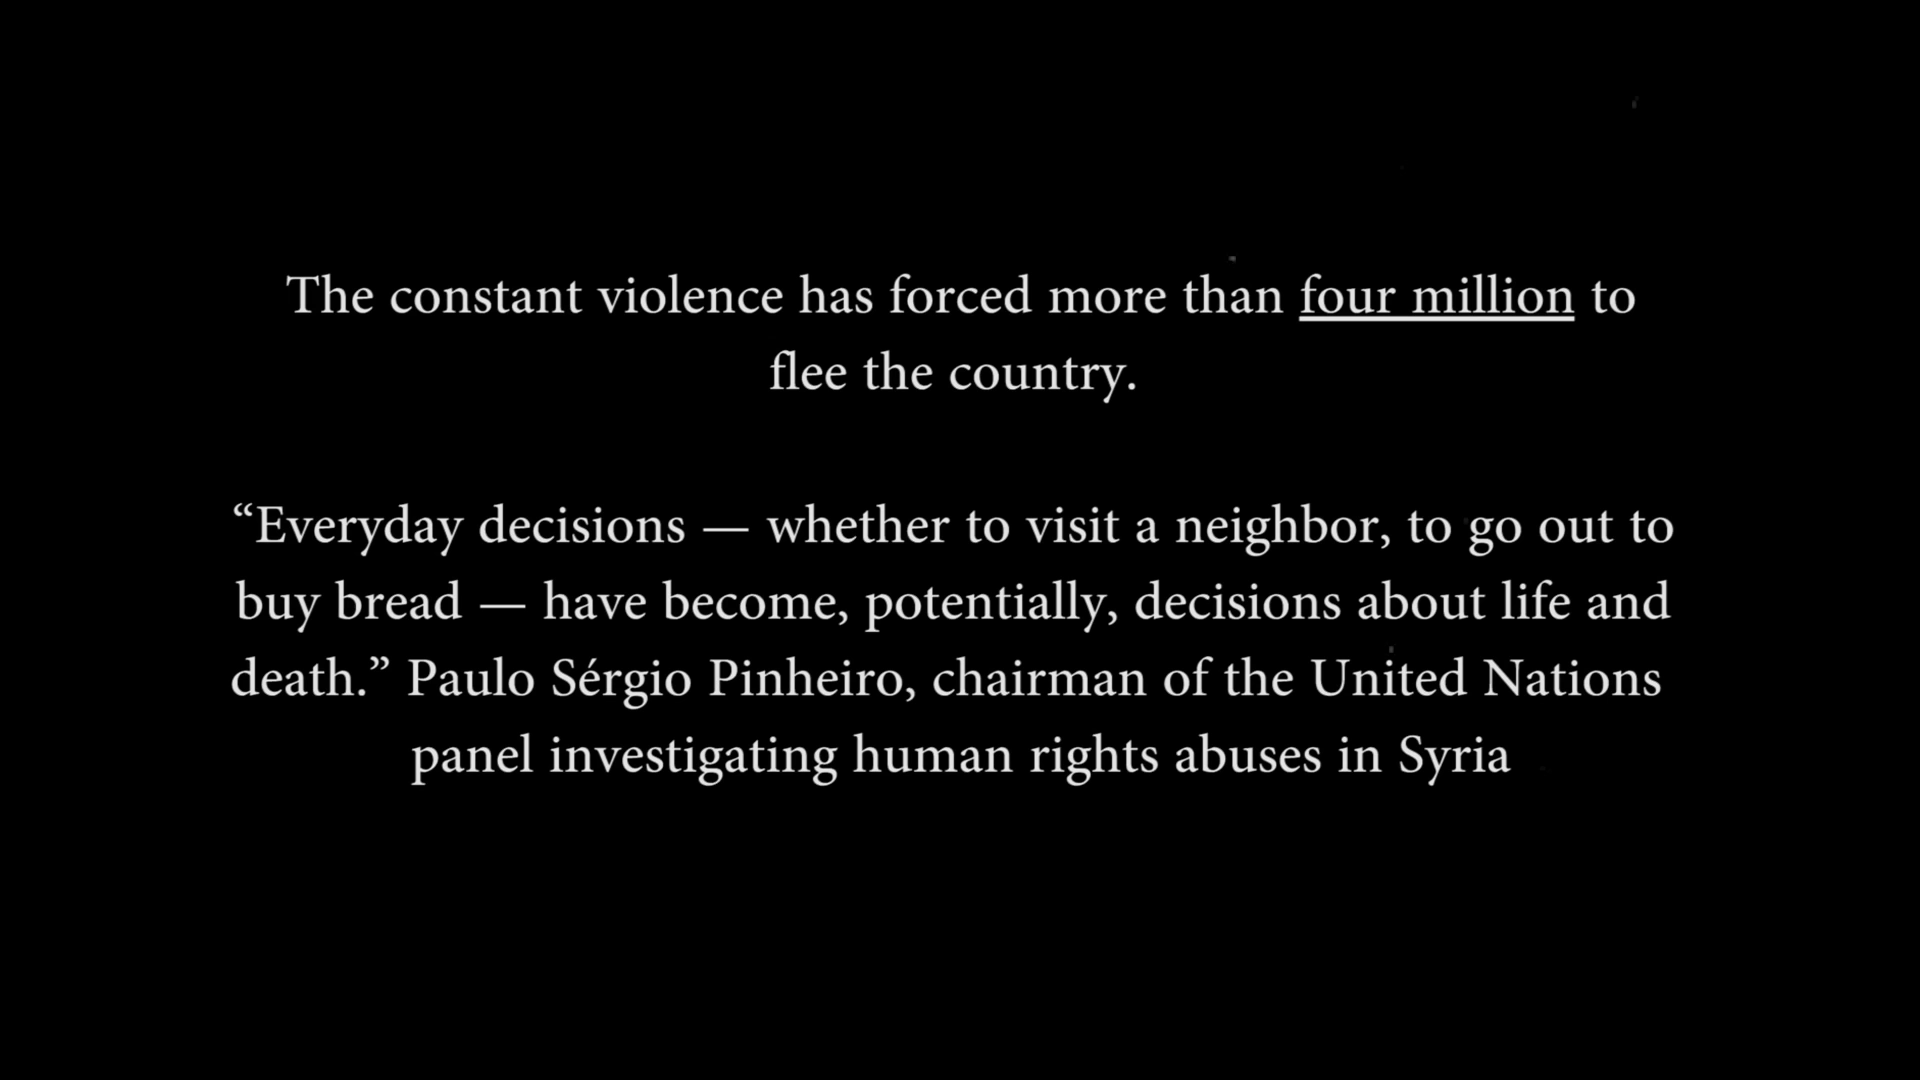 The constant violence has forced more than four million to
flee the country.
“Everyday decisions — whether to visit a neighbor, to go out to
buy bread — have become, potentially, decisions about life and
death.” Paulo Sérgio Pinheiro, chairman of the United Nations
panel investigating human rights abuses in Syria